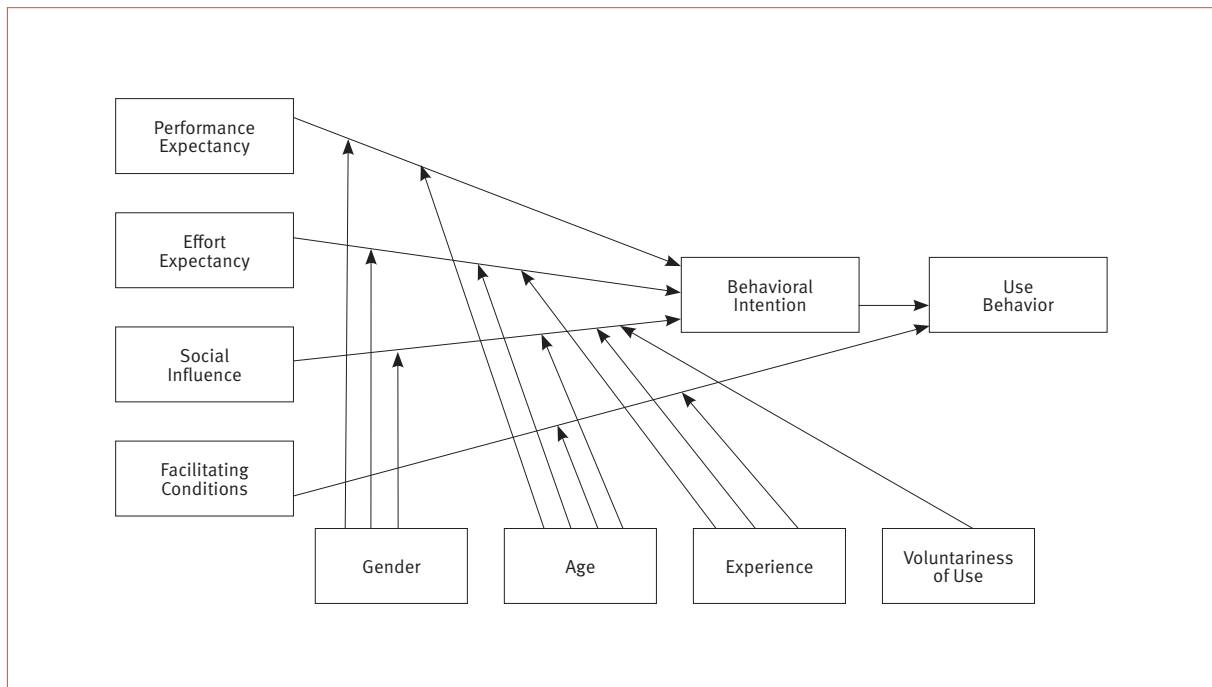 Performance
Expectancy
Effort
Expectancy
Social
Influence
Facilitating
Conditions
Behavioral
Intention
Use
Behavior
Gender
Age
Experience
Voluntariness
of Use